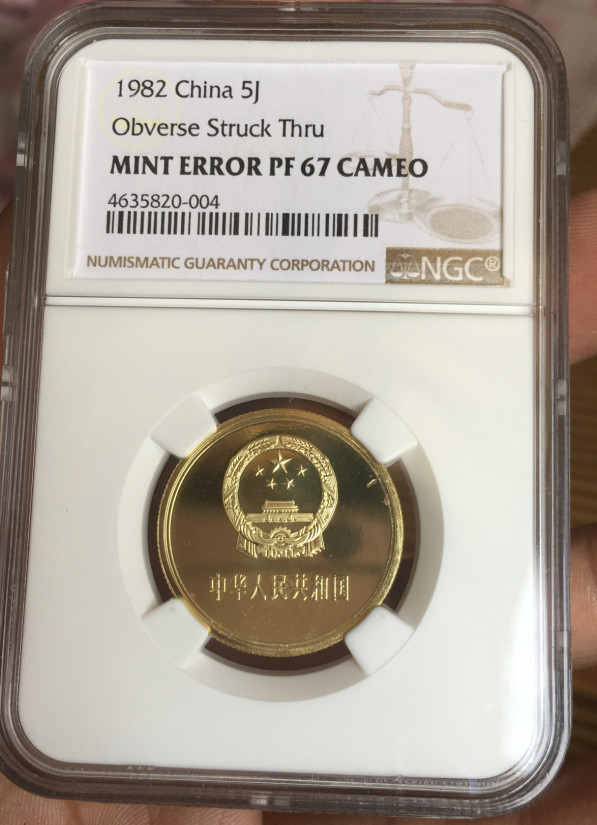 1982 China 5J
Obverse Struck Thru
MINT ERROR PF 67 CAMEO
4635820-004
NUMISMATIC GUARANTY CORPORATION
NGC®
中华人民共和国